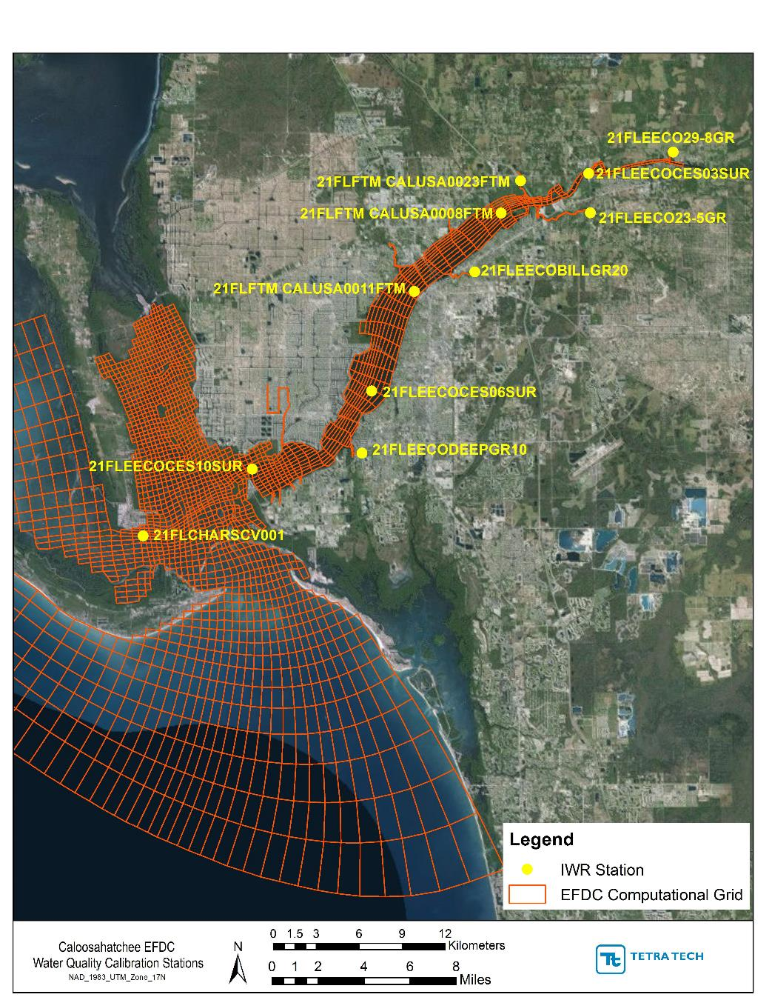 21FLEECO29-8GR
21FLEECOCES03SUR
21FLFTM CALUSA0023FTM
21FLFTM CALUSA0008FTM
21FLEECO23-5GR
21FLEECOBILLGR20
21FLFTM CALUSA0011FTM
21FLEECOCES06SUR
21FLEECODEEPGR10
21FLEECOCES10SUR
21FLCHARSCV001
Legend
IWR Station
EFDC Computational Grid
Caloosahatchee EFDC
Water Quality Calibration Stations
NAD_1983_UTM_Zone_17N
N
0 1.5 3 6 9 12
Kilometers
0 1 2 4 6 8
Miles
Tt TETRA TECH